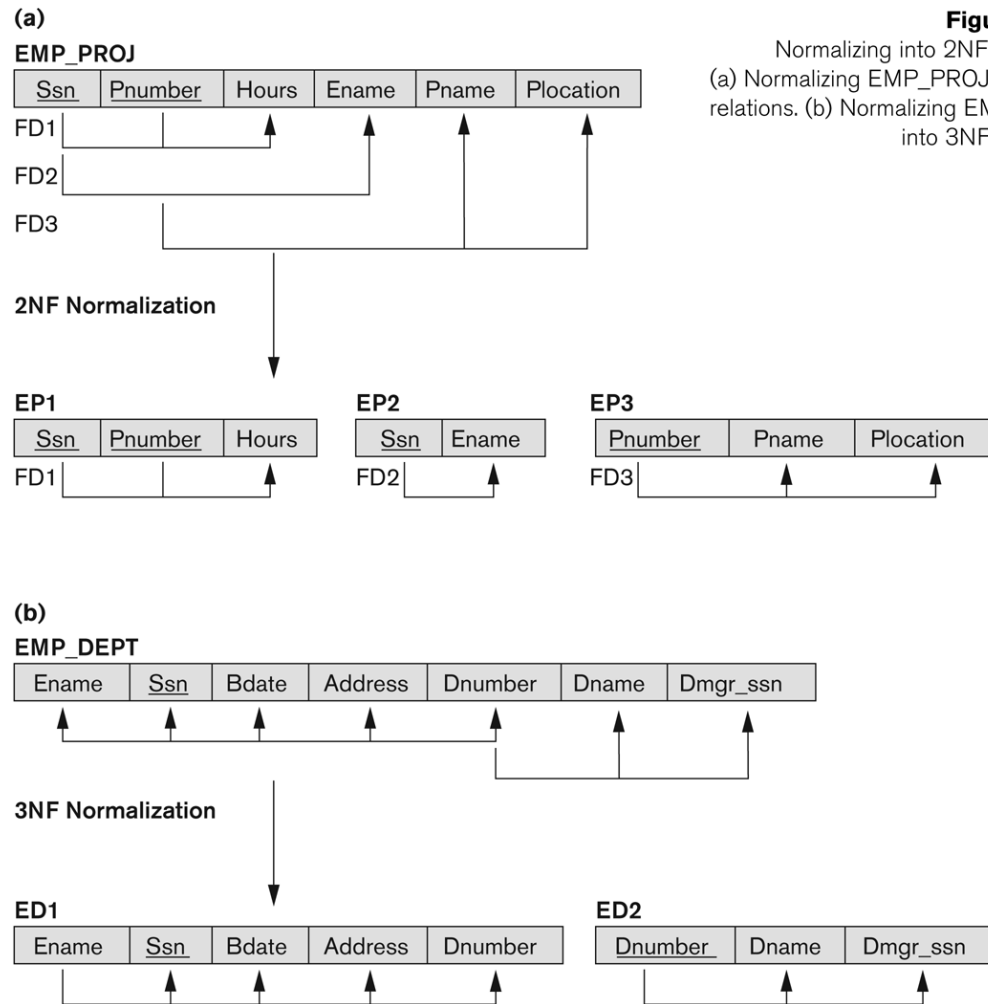 (a)
Figu
Normalizing into 2NF
(a) Normalizing EMP_PROJ
relations. (b) Normalizing EM
into 3NF
EMP_PROJ
Ssn Pnumber Hours Ename Pname Plocation
FD1
FD2
FD3
2NF Normalization
EP1
Ssn Pnumber Hours
FD1
EP2
Ssn Ename
FD2
EP3
Pnumber Pname Plocation
FD3
(b)
EMP_DEPT
Ename Ssn Bdate Address Dnumber Dname Dmgr_ssn
3NF Normalization
ED1
Ename Ssn Bdate Address Dnumber
ED2
Dnumber Dname Dmgr_ssn